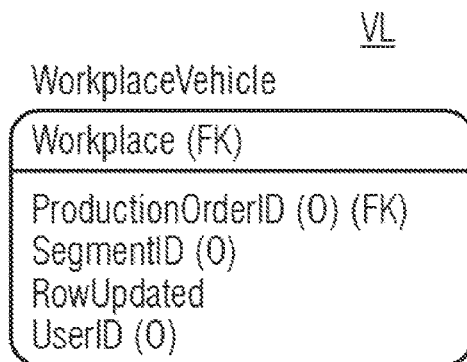 VL
WorkplaceVehicle
Workplace (FK)
ProductionOrderID (O) (FK)
SegmentID (O)
RowUpdated
UserID (O)